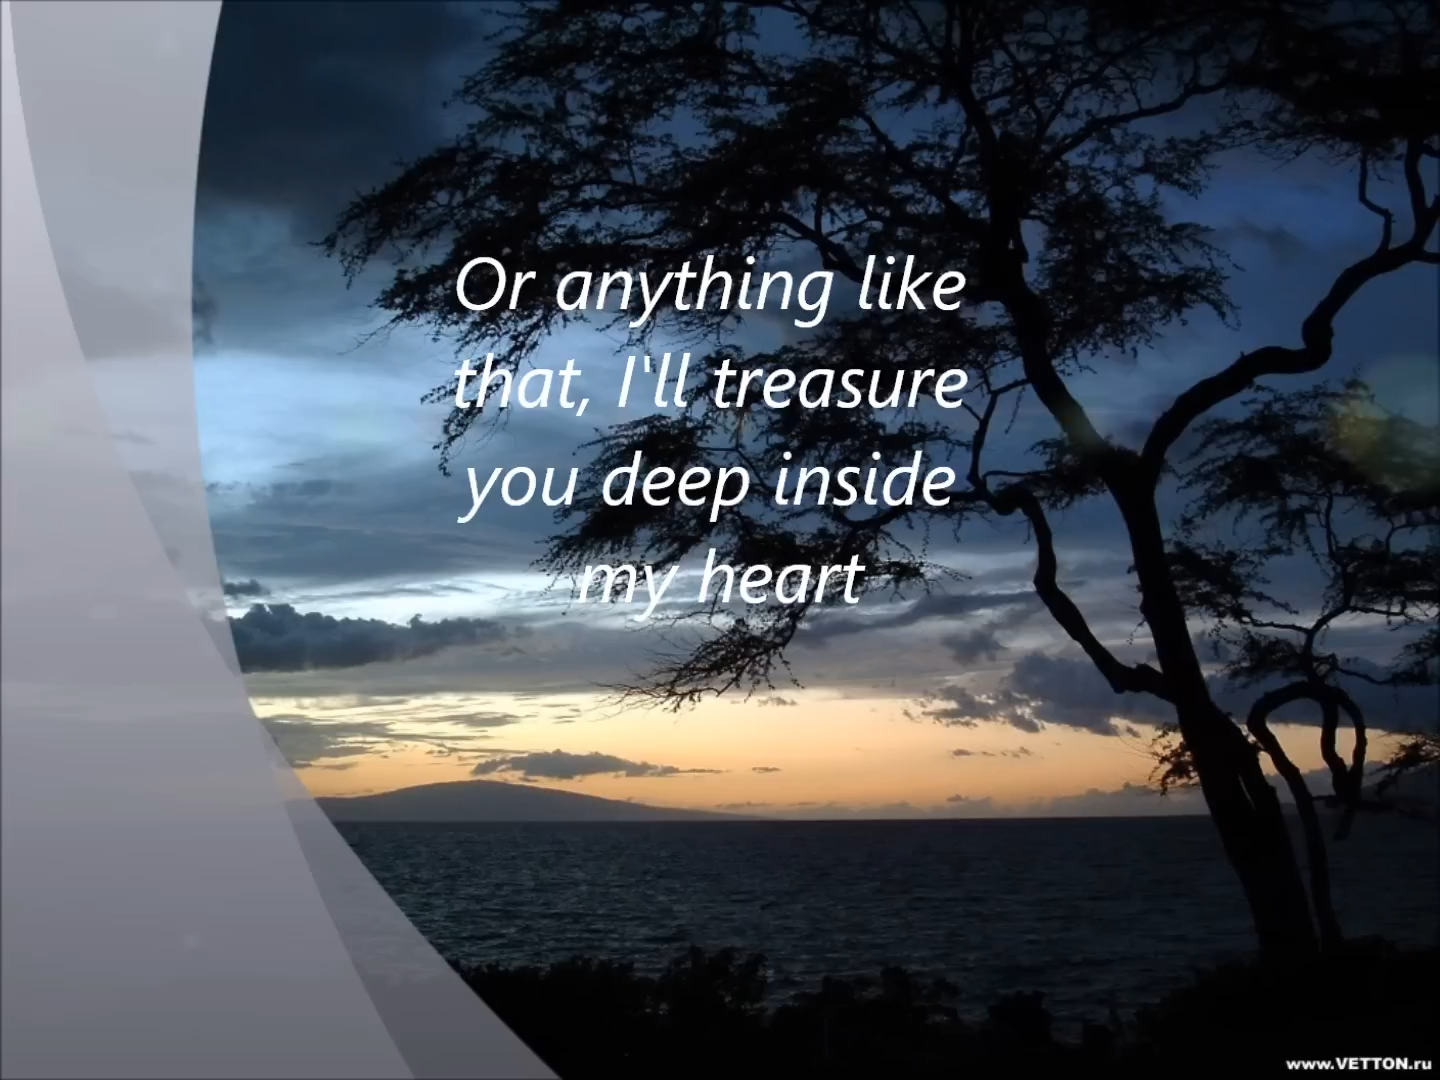 Or anything like
that, I'll treasure
you deep inside
my heart
www.VETTON.ru